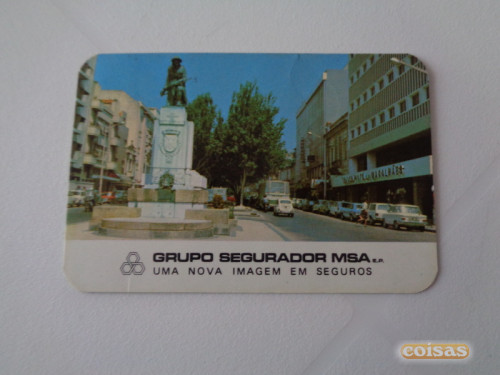 GRUPO SEGURADOR MSA E.P.
UMA NOVA IMAGEM EM SEGUROS
coisas